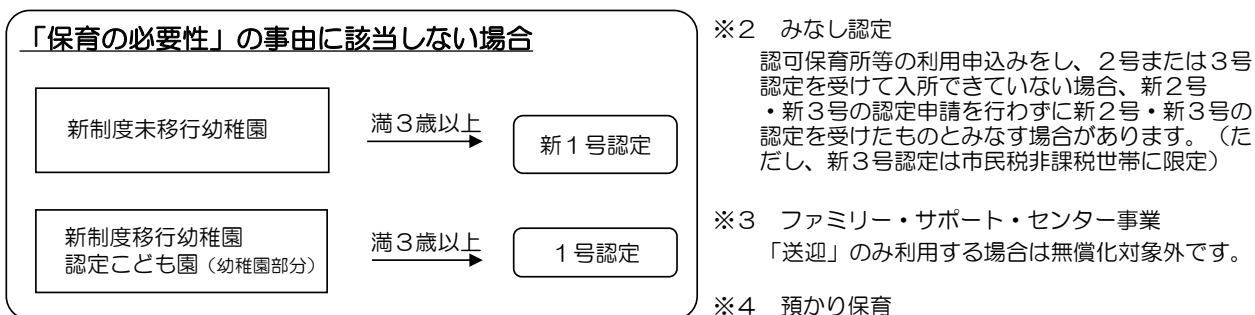 「保育の必要性」の事由に該当しない場合
新制度未移行幼稚園
満３歳以上
新１号認定
新制度移行幼稚園
認定こども園（幼稚園部分）
満３歳以上
１号認定
※２　みなし認定
認可保育所等の利用申込みをし、２号または３号
認定を受けて入所できていない場合、新２号
・新３号の認定申請を行わずに新２号・新３号の
認定を受けたものとみなす場合があります。（た
だし、新３号認定は市民税非課税世帯に限定）
※３　ファミリー・サポート・センター事業
「送迎」のみ利用する場合は無償化対象外です。
※４　預かり保育